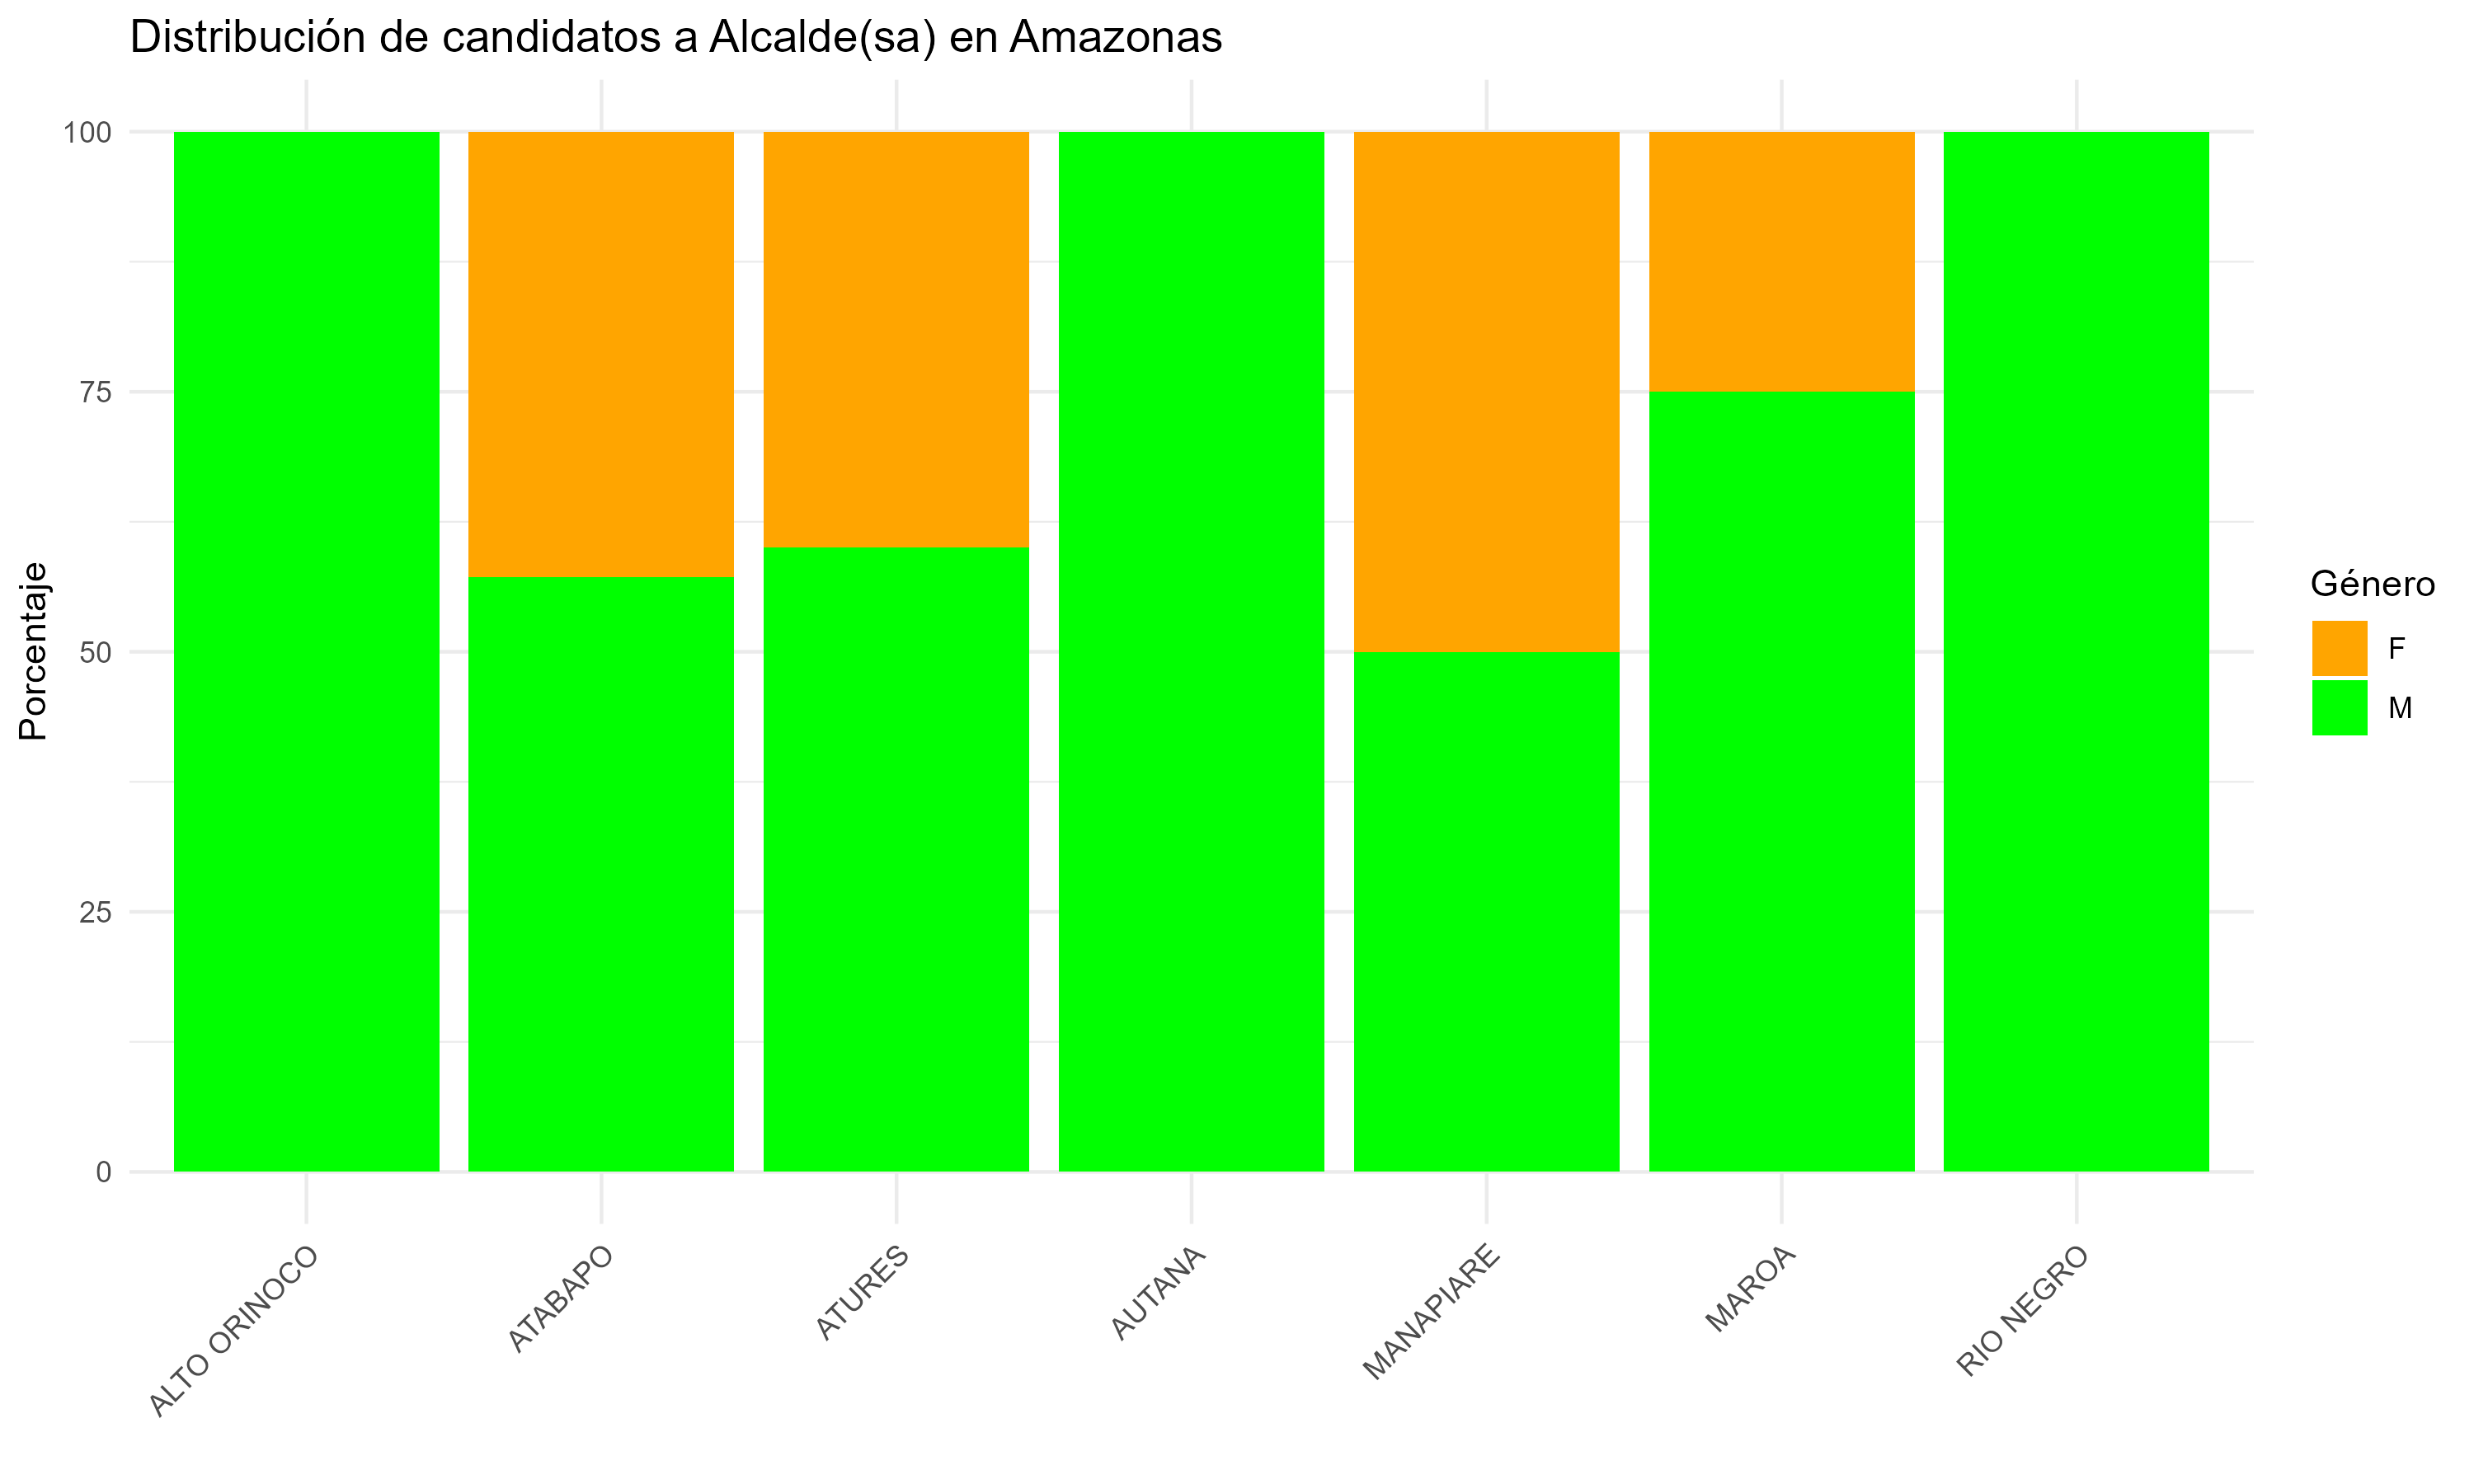 Distribución de candidatos a Alcalde(sa) en Amazonas
100
75
50
25
0
Porcentaje
ALTO ORINOCO
ATABAPO
ATURES
AUTANA
MANAPIARE
MAROA
RIO NEGRO
Género
F
M